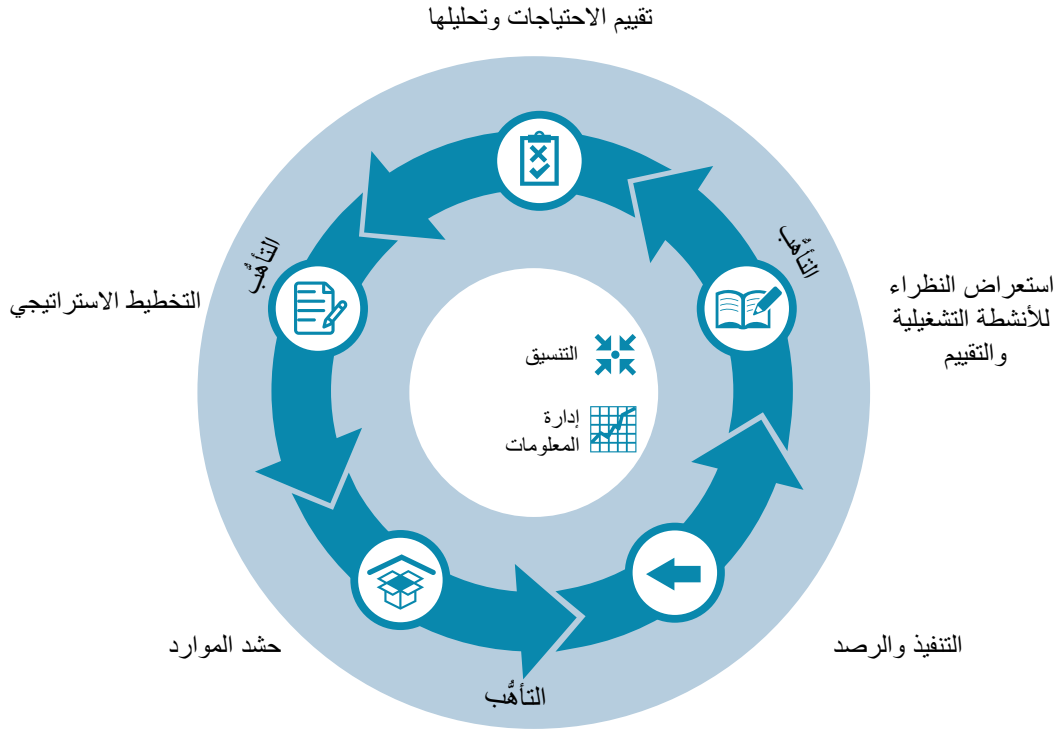 تقييم الاحتياجات وتحليلها
التأهُّب
التأهُّب
استعراض النظراء
للأنشطة التشغيلية
والتقييم
التخطيط الاستراتيجي
التنسيق
إدارة
المعلومات
التنفيذ والرصد
حشد الموارد
التأهُّب